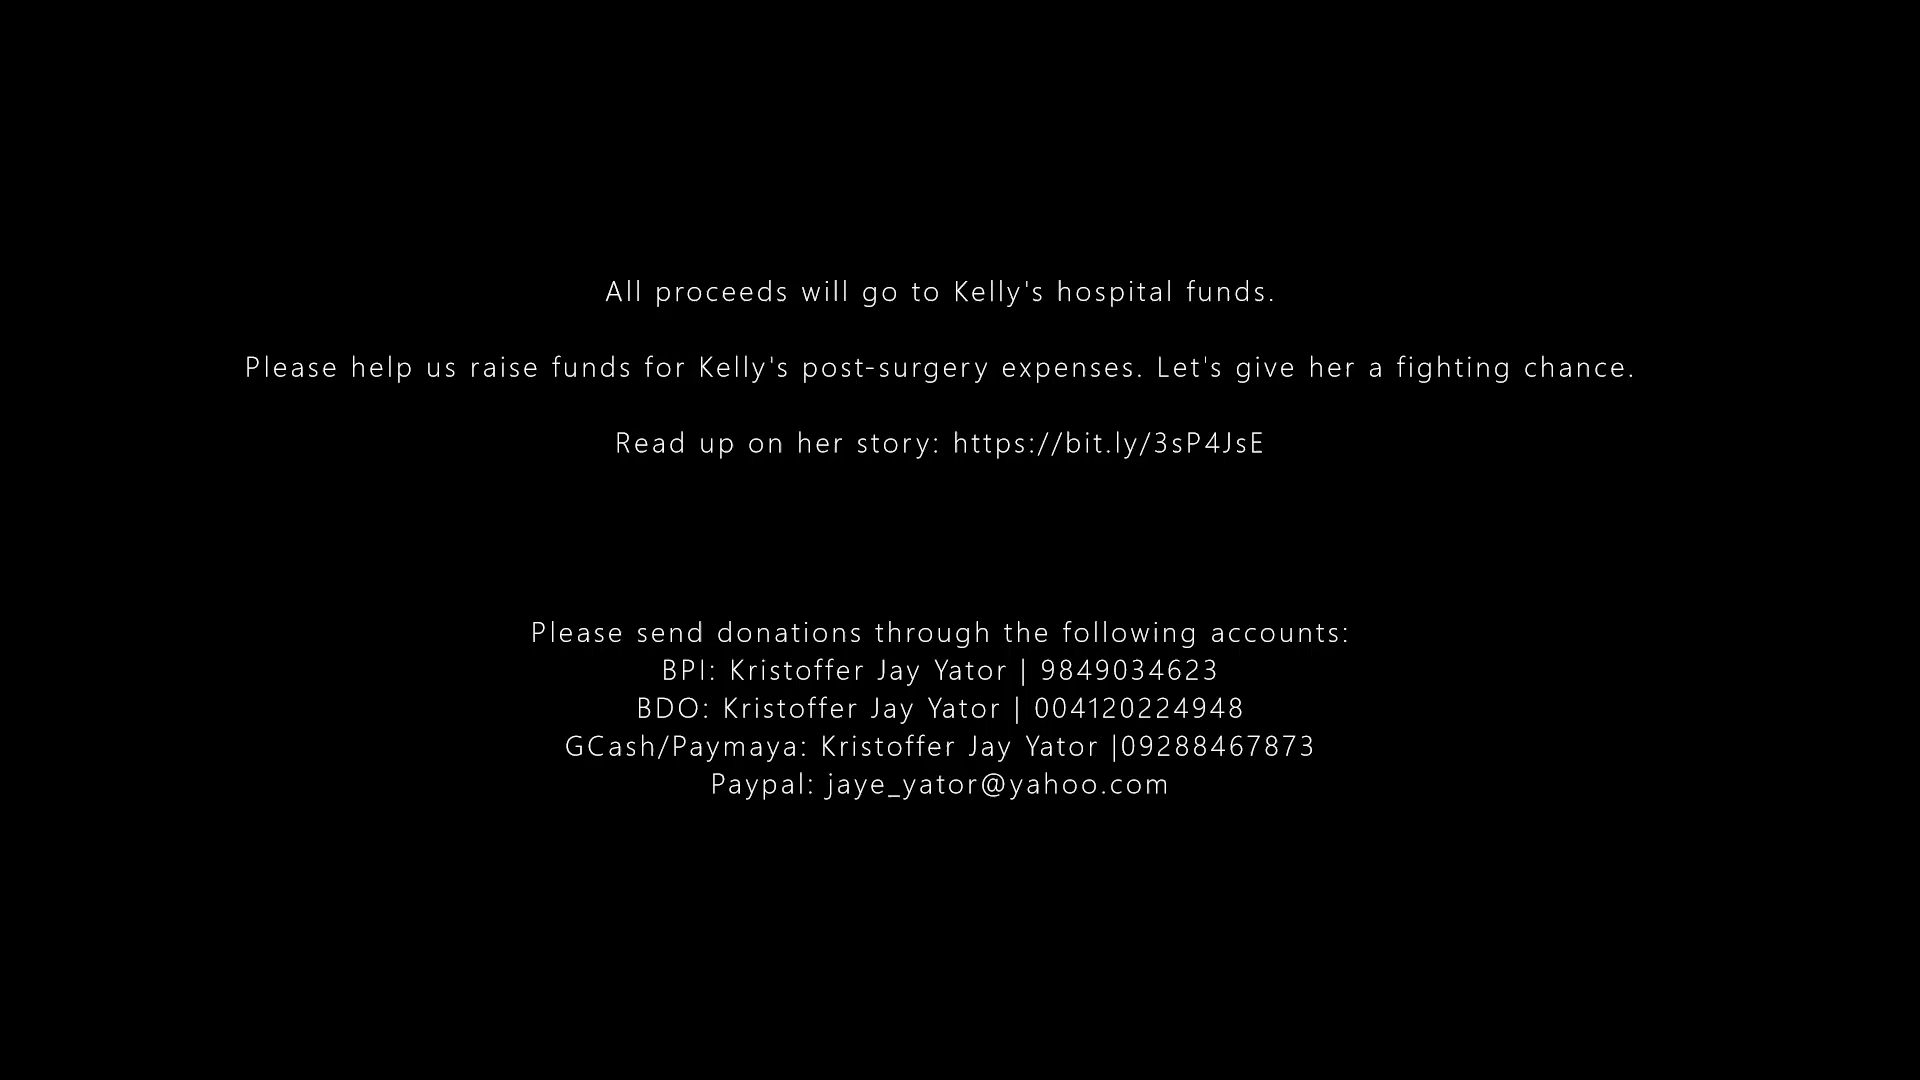 All proceeds will go to Kelly's hospital funds.
Please help us raise funds for Kelly's post-surgery expenses. Let's give her a fighting chance.
Read up on her story: https://bit.ly/3sP4JsE
Please send donations through the following accounts:
BPI: Kristoffer Jay Yator | 9849034623
BDO: Kristoffer Jay Yator | 004120224948
GCash/Paymaya: Kristoffer Jay Yator |09288467873
Paypal: jaye_yator@yahoo.com